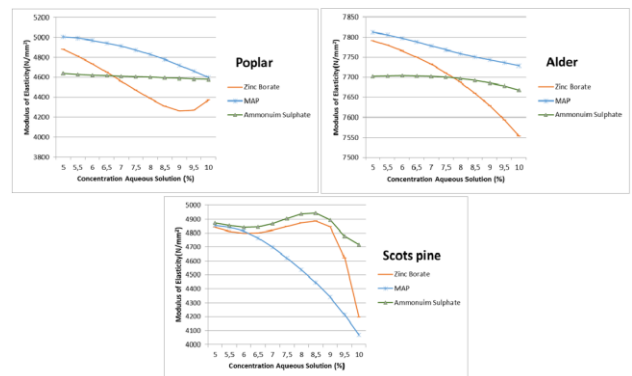 5200
5000
4800
4600
4400
4200
4000
3800
Modulus of Elasticity(N/mm²)
5 5,5 6 6,5 7 7,5 8 8,5 9 9,5 10
Concentration Aqueous Solution (%)
Poplar
Zinc Borate
MAP
Ammonuim Sulphate
7850
7800
7750
7700
7650
7600
7550
7500
Modulus of Elasticity(N/mm²)
5 5,5 6 6,5 7 7,5 8 8,5 9 9,5 10
Concentration Aqueous Solution (%)
Alder
Zinc Borate
MAP
Ammonuim Sulphate
5000
4900
4800
4700
4600
4500
4400
4300
4200
4100
4000
Modulus of Elasticity(N/mm²)
5 5,5 6 6,5 7 7,5 8 8,5 9 9,5 10
Concentration Aqueous Solution (%)
Scots pine
Zinc Borate
MAP
Ammonuim Sulphate